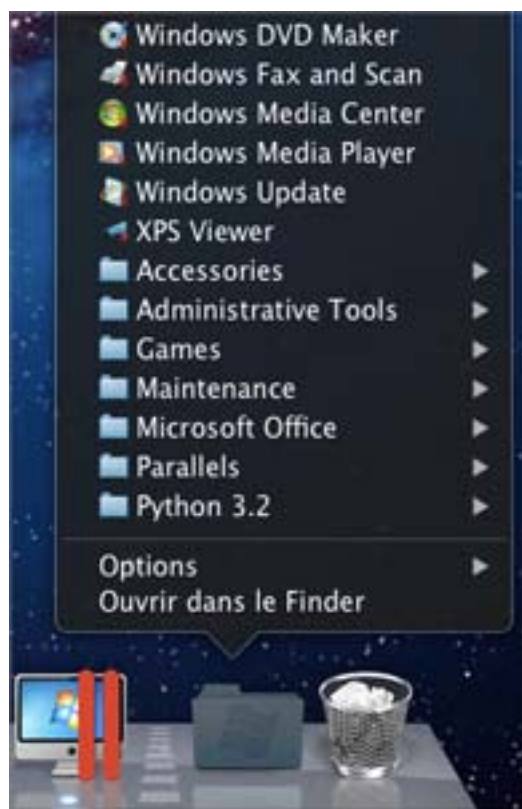 Windows DVD Maker
Windows Fax and Scan
Windows Media Center
Windows Media Player
Windows Update
XPS Viewer
Accessories
Administrative Tools
Games
Maintenance
Microsoft Office
Parallels
Python 3.2
Options
Ouvrir dans le Finder